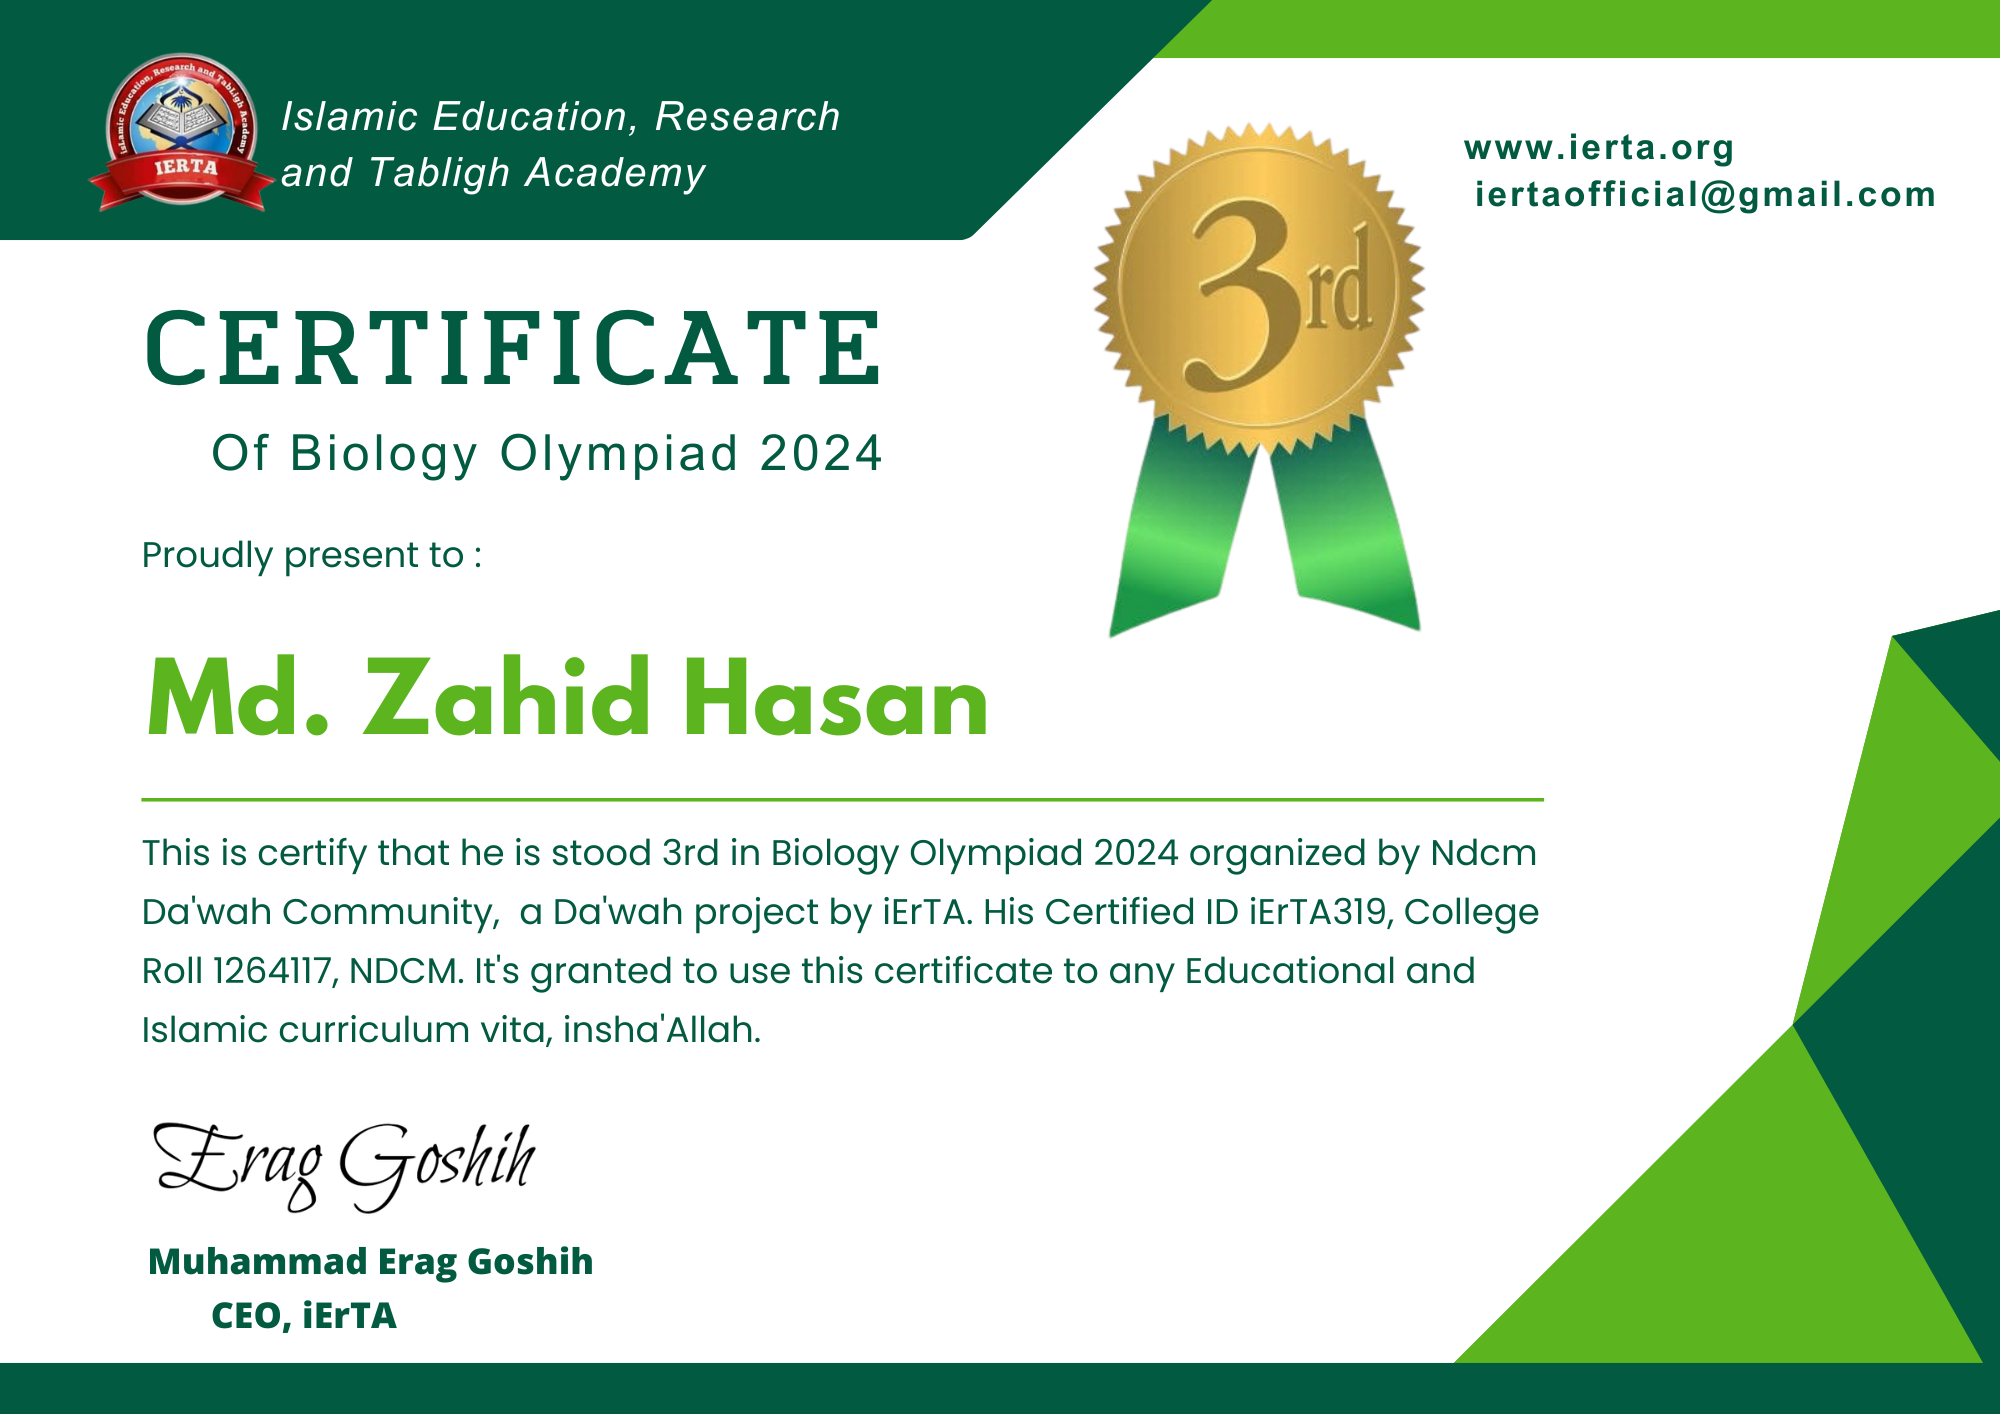 Islamic Education, Research and Tabligh Academy
IERTA
Islamic Education, Research
and Tabligh Academy
www.ierta.org
iertaofficial@gmail.com
3rd
CERTIFICATE
Of Biology Olympiad 2024
Proudly present to :
Md. Zahid Hasan
This is certify that he is stood 3rd in Biology Olympiad 2024 organized by Ndcm
Da'wah Community,  a Da'wah project by iErTA. His Certified ID iErTA319, College
Roll 1264117, NDCM. It's granted to use this certificate to any Educational and
Islamic curriculum vita, insha'Allah.
Erag Goshih
Muhammad Erag Goshih
CEO, iErTA